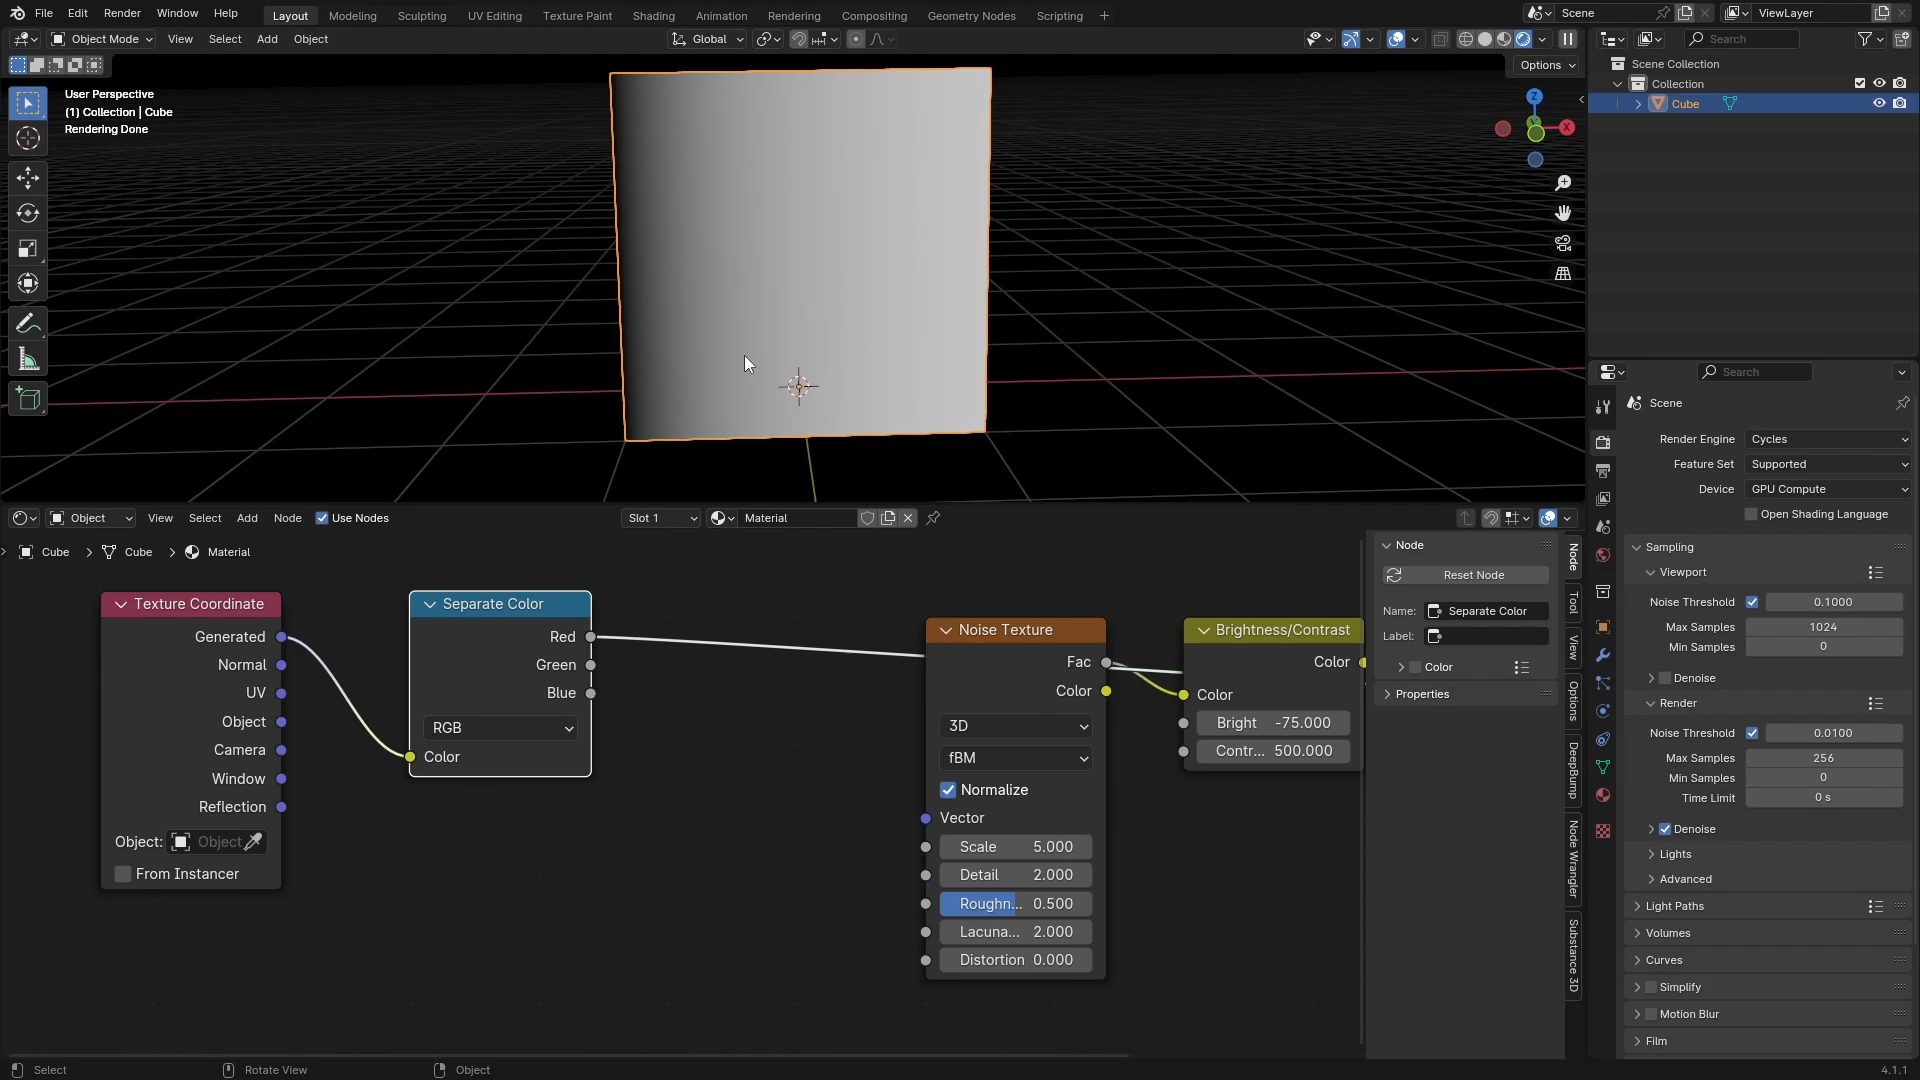 File Edit Render Window Help Layout Modeling Sculpting UV Editing Texture Paint Shading Animation Rendering Compositing Geometry Nodes Scripting + Scene ViewLayer
Object Mode View Select Add Object Global Search
Options
User Perspective
(1) Collection | Cube
Rendering Done
Z
X
Scene Collection
Collection
Cube
Search
Scene
Render Engine Cycles
Feature Set Supported
Device GPU Compute
Open Shading Language
Sampling
Viewport
Noise Threshold 0.1000
Max Samples 1024
Min Samples 0
Denoise
Render
Noise Threshold 0.0100
Max Samples 256
Min Samples 0
Time Limit 0 s
Denoise
Lights
Advanced
Light Paths
Volumes
Curves
Simplify
Motion Blur
Film
Object View Select Add Node Use Nodes Slot 1 Material
Cube > Cube > Material
Texture Coordinate
Generated
Normal
UV
Object
Camera
Window
Reflection
Object: Object
From Instancer
Separate Color
Red
Green
Blue
RGB
Color
Noise Texture
Fac
Color
3D
fBM
Normalize
Vector
Scale 5.000
Detail 2.000
Roughn... 0.500
Lacuna... 2.000
Distortion 0.000
Brightness/Contrast
Color
Color
Bright -75.000
Contr... 500.000
Node
Reset Node
Name: Separate Color
Label:
Color
Properties
Node
Tool
View
Options
DeepBump
Node Wrangler
Substance 3D
Select Rotate View Object 4.1.1